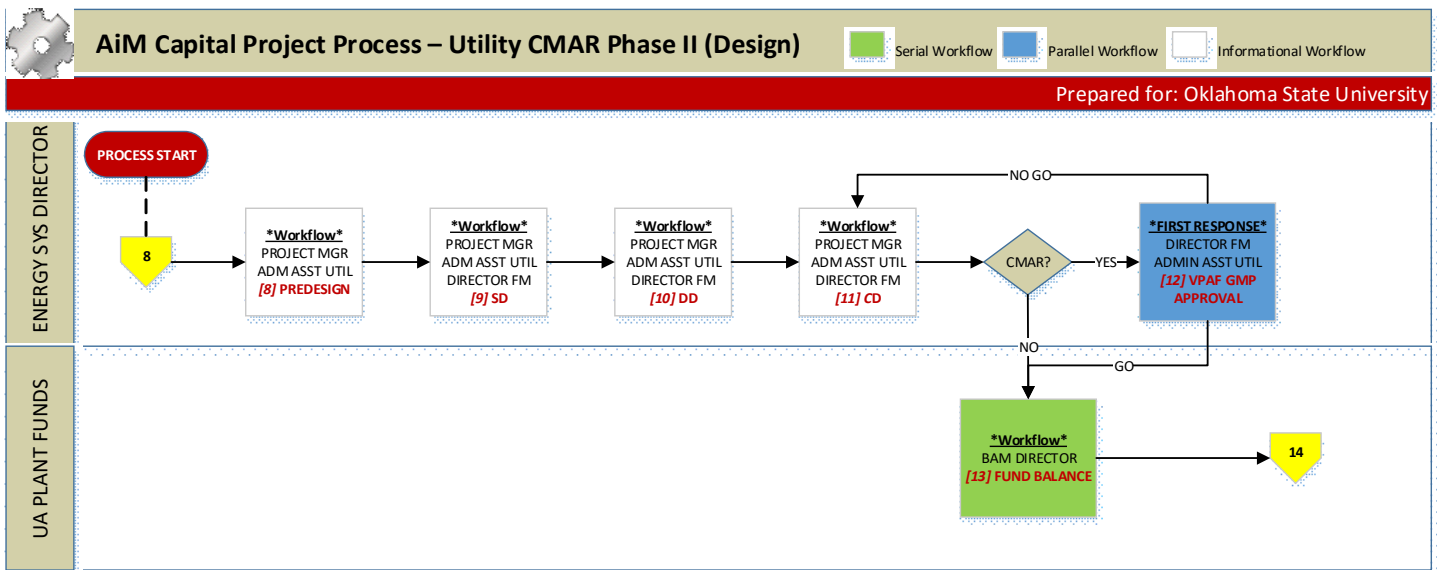 AiM Capital Project Process – Utility CMAR Phase II (Design)
Serial Workflow
Parallel Workflow
Informational Workflow
Prepared for: Oklahoma State University
ENERGY SYS DIRECTOR
PROCESS START
8
*Workflow*
PROJECT MGR
ADM ASST UTIL
[8] PREDESIGN
*Workflow*
PROJECT MGR
ADM ASST UTIL
DIRECTOR FM
[9] SD
*Workflow*
PROJECT MGR
ADM ASST UTIL
DIRECTOR FM
[10] DD
*Workflow*
PROJECT MGR
ADM ASST UTIL
DIRECTOR FM
[11] CD
NO GO
CMAR?
YES
*FIRST RESPONSE*
DIRECTOR FM
ADMIN ASST UTIL
[12] VPAF GMP
APPROVAL
NO
GO
UA PLANT FUNDS
*Workflow*
BAM DIRECTOR
[13] FUND BALANCE
14